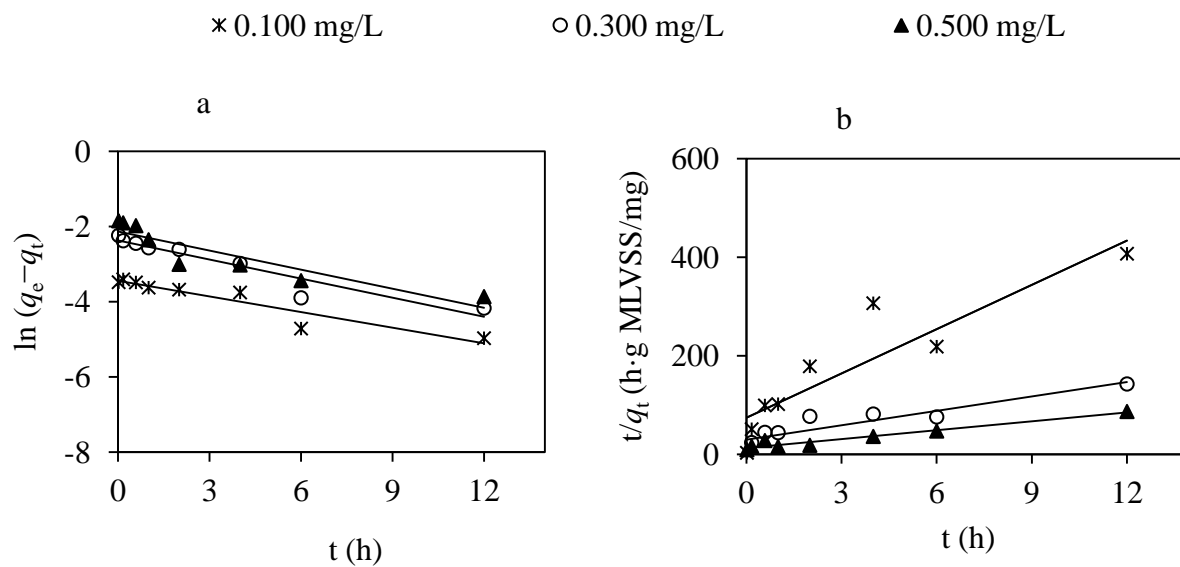 0.100 mg/L 0.300 mg/L 0.500 mg/L
a
0
-2
-4
-6
-8
ln (qe−qt)
0 3 6 9 12
t (h)
b
600
400
200
0
t/qt (h·g MLVSS/mg)
0 3 6 9 12
t (h)